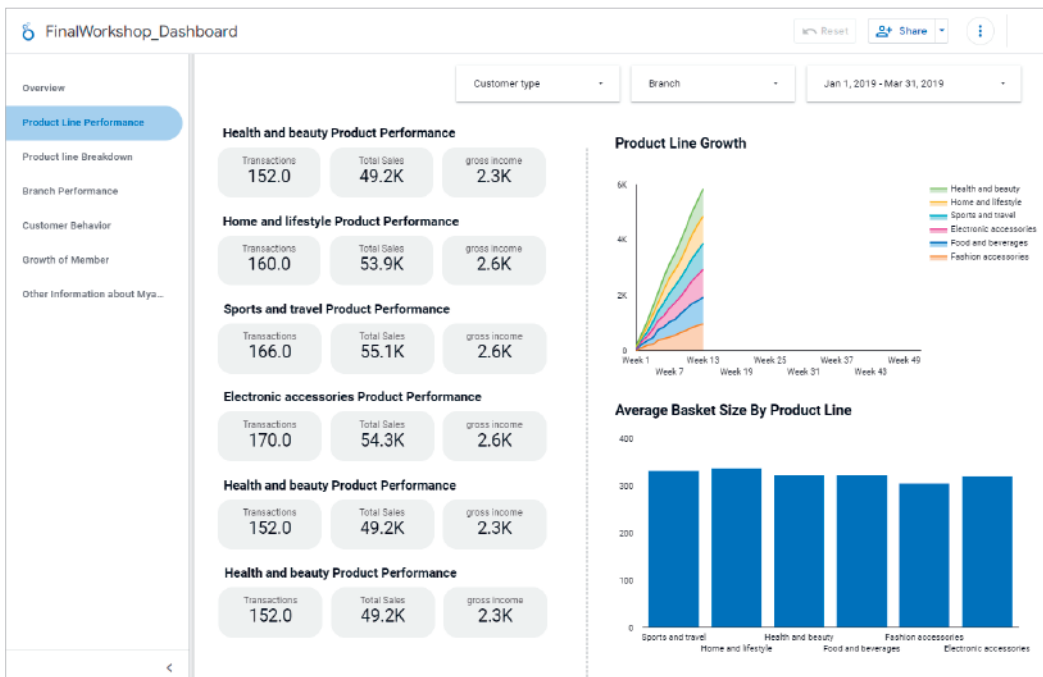 FinalWorkshop_Dashboard
Reset
Share
Overview
Product Line Performance
Product line Breakdown
Branch Performance
Customer Behavior
Growth of Member
Other Information about Mya...
Customer type
Branch
Jan 1, 2019 - Mar 31, 2019
Health and beauty Product Performance
Transactions Total Sales gross income
152.0 49.2K 2.3K
Home and lifestyle Product Performance
Transactions Total Sales gross income
160.0 53.9K 2.6K
Sports and travel Product Performance
Transactions Total Sales gross income
166.0 55.1K 2.6K
Electronic accessories Product Performance
Transactions Total Sales gross income
170.0 54.3K 2.6K
Health and beauty Product Performance
Transactions Total Sales gross income
152.0 49.2K 2.3K
Health and beauty Product Performance
Transactions Total Sales gross income
152.0 49.2K 2.3K
Product Line Growth
6K
4K
2K
0
Week 1 Week 13 Week 25 Week 37 Week 49
Week 7 Week 19 Week 31 Week 43
Health and beauty
Home and lifestyle
Sports and travel
Electronic accessories
Food and beverages
Fashion accessories
Average Basket Size By Product Line
400
300
200
100
0
Sports and travel Health and beauty Fashion accessories
Home and lifestyle Food and beverages Electronic accessories